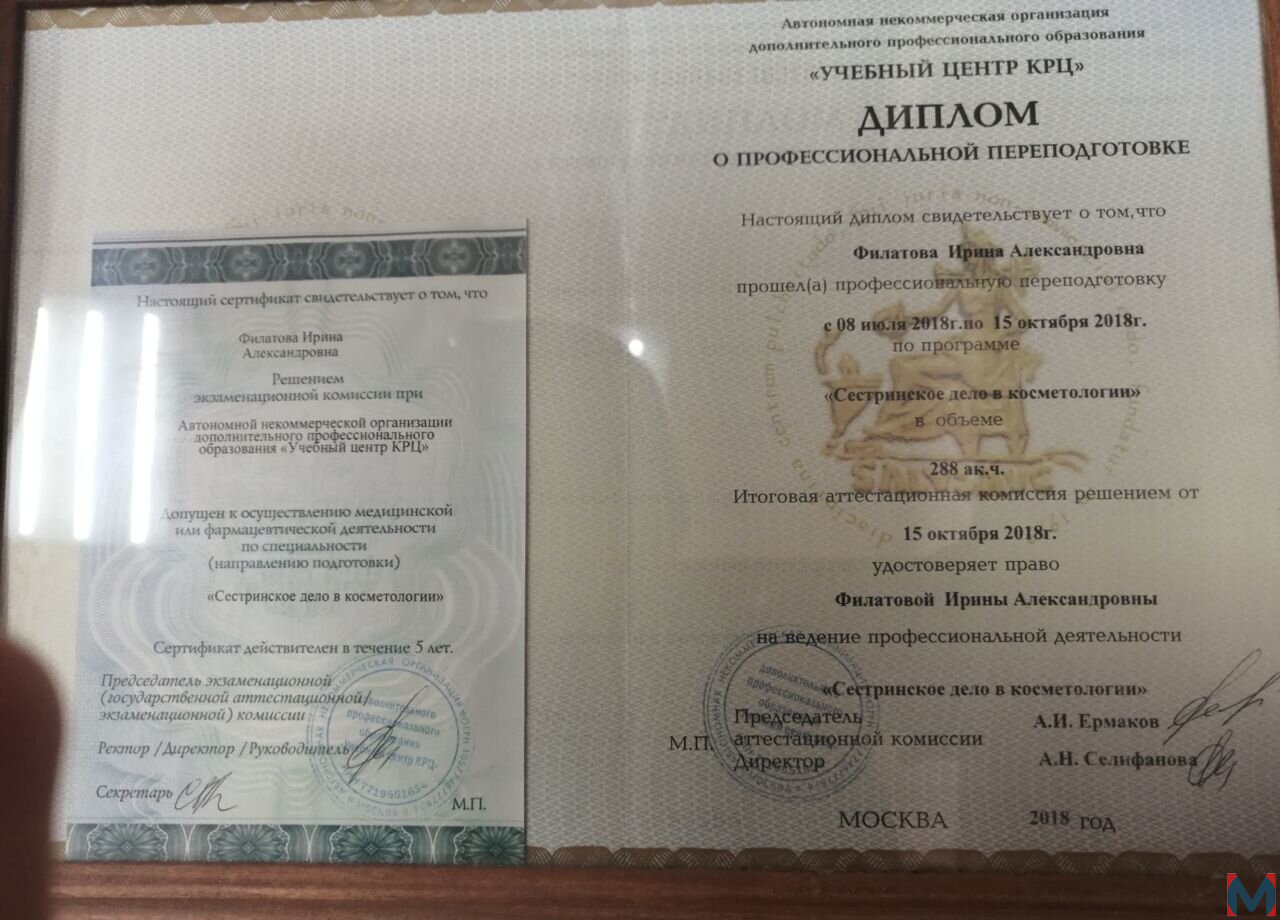 Настоящий сертификат свидетельствует о том, что
Филатова Ирина
Александровна
Решением
экзаменационной комиссии при
Автономной некоммерческой организации
дополнительного профессионального
образования «Учебный центр КРЦ»
Допущен к осуществлению медицинской
или фармацевтической деятельности
по специальности
(направлению подготовки)
«Сестринское дело в косметологии»
Сертификат действителен в течение 5 лет.
Председатель экзаменационной
(государственной аттестационной/
экзаменационной) комиссии
Ректор /Директор /Руководитель
Секретарь
М.П.
дополнительного
профессионального
образования
центр КРЦ»
Автономная некоммерческая организация
дополнительного профессионального образования
«УЧЕБНЫЙ ЦЕНТР КРЦ»
ДИПЛОМ
О ПРОФЕССИОНАЛЬНОЙ ПЕРЕПОДГОТОВКЕ
Настоящий диплом свидетельствует о том,что
Филатова Ирина Александровна
прошел(а) профессиональную переподготовку
с 08 июля 2018г.по 15 октября 2018г.
по программе
«Сестринское дело в косметологии»
в объеме
288 ак.ч.
Итоговая аттестационная комиссия решением от
15 октября 2018г.
удостоверяет право
Филатовой Ирины Александровны
на ведение профессиональной деятельности
«Сестринское дело в косметологии»
Председатель А.И. Ермаков
М.П. аттестационной комиссии
Директор А.Н. Селифанова
МОСКВА 2018 год
М